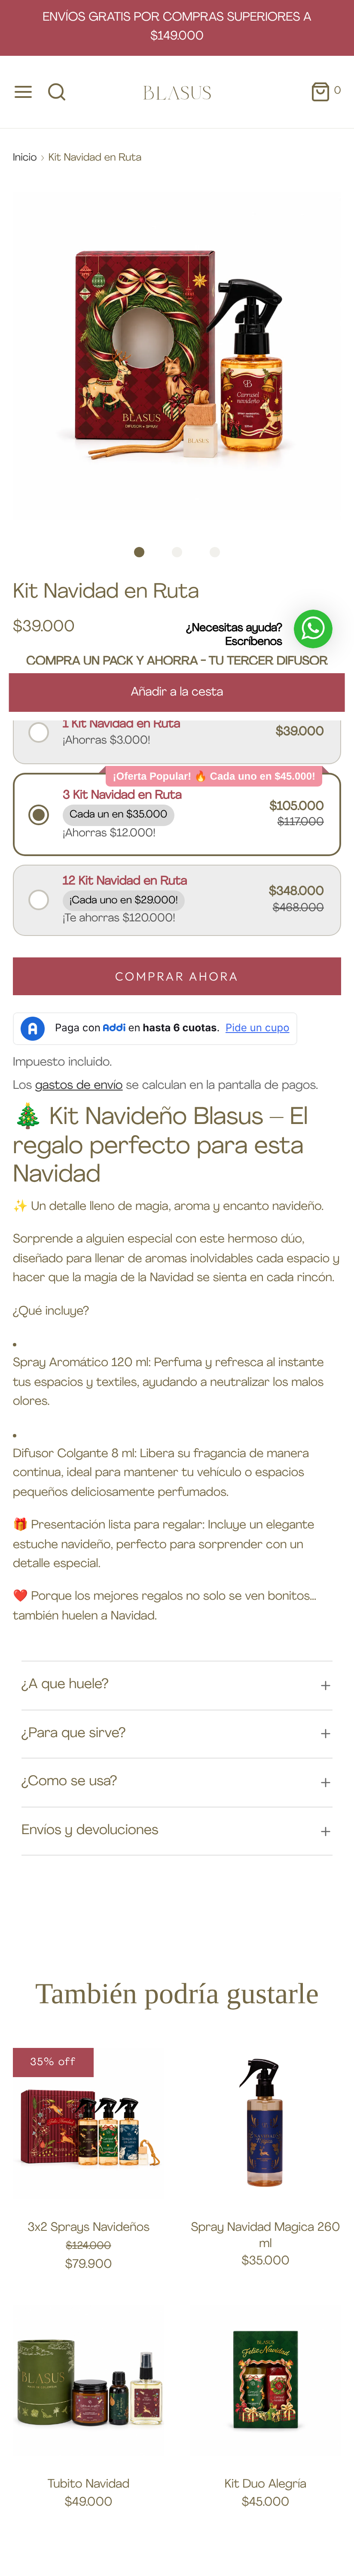 ENVÍOS GRATIS POR COMPRAS SUPERIORES A
$149.000
BLASUS
0
Inicio › Kit Navidad en Ruta
BLASUS
DIFUSOR + SPRAY
BLASUS
Carrusel
navideño
Kit Navidad en Ruta
$39.000
¿Necesitas ayuda?
Escríbenos
COMPRA UN PACK Y AHORRA - TU TERCER DIFUSOR
Añadir a la cesta
1 Kit Navidad en Ruta
¡Ahorras $3.000!
$39.000
¡Oferta Popular! 🔥 Cada uno en $45.000!
3 Kit Navidad en Ruta
Cada un en $35.000
¡Ahorras $12.000!
$105.000
$117.000
12 Kit Navidad en Ruta
¡Cada uno en $29.000!
¡Te ahorras $120.000!
$348.000
$468.000
COMPRAR AHORA
Paga con Addi en hasta 6 cuotas. Pide un cupo
Impuesto incluido.
Los gastos de envío se calculan en la pantalla de pagos.
🎄 Kit Navideño Blasus – El
regalo perfecto para esta
Navidad
✨ Un detalle lleno de magia, aroma y encanto navideño.
Sorprende a alguien especial con este hermoso dúo,
diseñado para llenar de aromas inolvidables cada espacio y
hacer que la magia de la Navidad se sienta en cada rincón.
¿Qué incluye?
•
Spray Aromático 120 ml: Perfuma y refresca al instante
tus espacios y textiles, ayudando a neutralizar los malos
olores.
•
Difusor Colgante 8 ml: Libera su fragancia de manera
continua, ideal para mantener tu vehículo o espacios
pequeños deliciosamente perfumados.
🎁 Presentación lista para regalar: Incluye un elegante
estuche navideño, perfecto para sorprender con un
detalle especial.
❤️ Porque los mejores regalos no solo se ven bonitos...
también huelen a Navidad.
¿A que huele? +
¿Para que sirve? +
¿Como se usa? +
Envíos y devoluciones +
También podría gustarle
35% off
3x2 Sprays Navideños
$124.000
$79.900
Spray Navidad Magica 260
ml
$35.000
BLASUS
Tubito Navidad
$49.000
BLASUS
Feliz Navidad
Kit Duo Alegría
$45.000